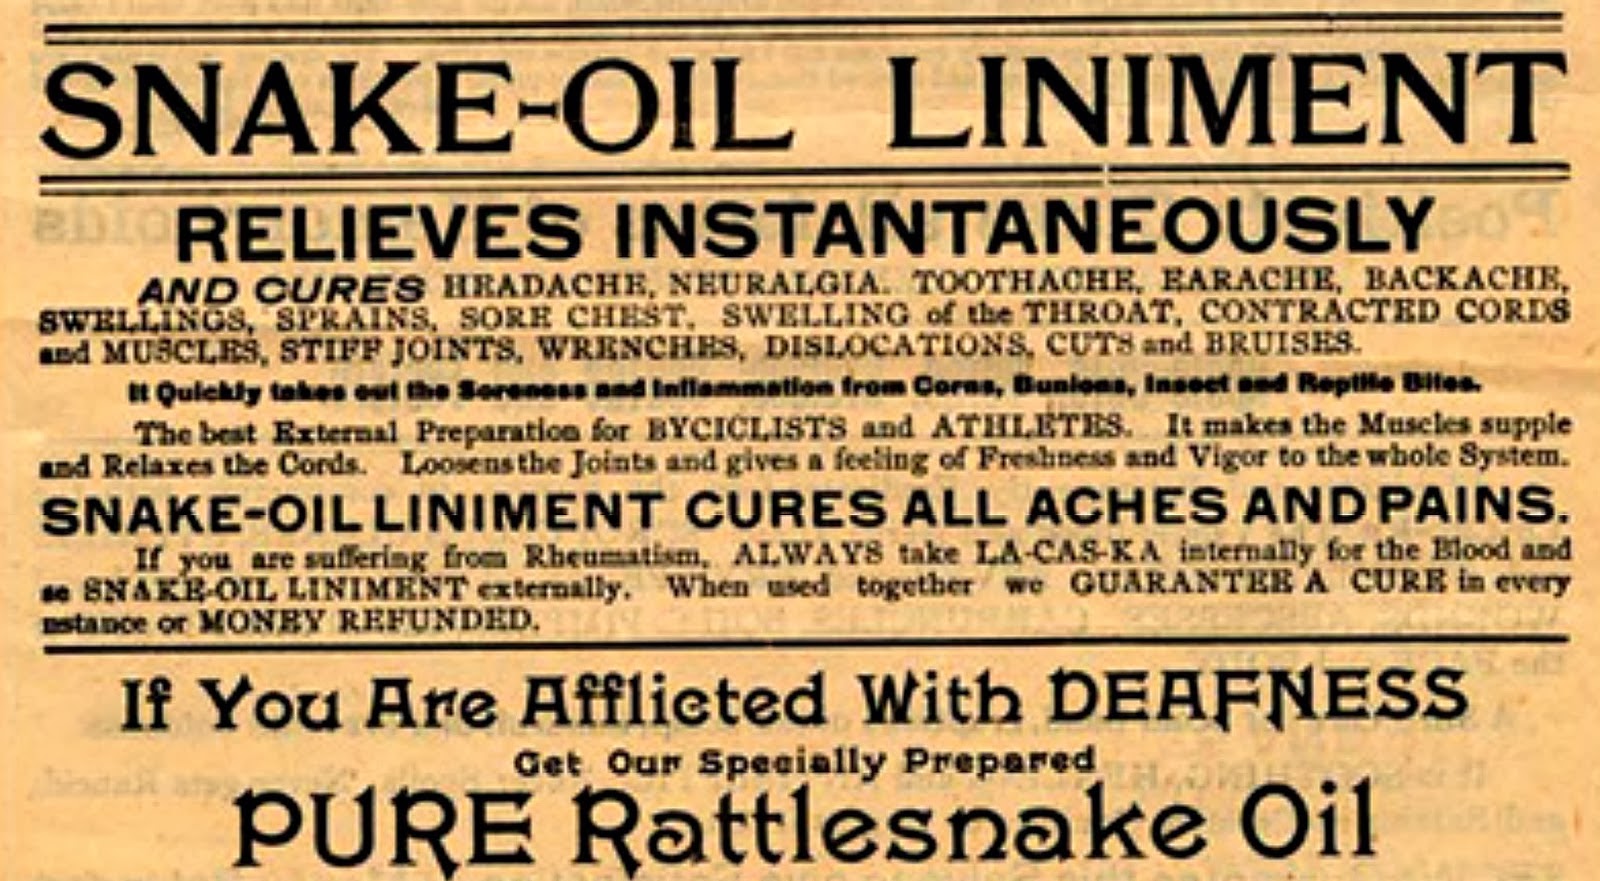 SNAKE-OIL LINIMENT
RELIEVES INSTANTANEOUSLY
AND CURES HEADACHE, NEURALGIA. TOOTHACHE, EARACHE, BACKACHE,
SWELLINGS, SPRAINS, SORE CHEST. SWELLING of the THROAT, CONTRACTED CORDS
and MUSCLES, STIFF JOINTS, WRENCHES, DISLOCATIONS, CUTS and BRUISES.
It Quickly takes out the Soreness and Inflammation from Corns, Bunions, Insect and Reptile Bites.
The best External Preparation for BYCICLISTS and ATHLETES. It makes the Muscles supple
and Relaxes the Cords. Loosens the Joints and gives a feeling of Freshness and Vigor to the whole System.
SNAKE-OIL LINIMENT CURES ALL ACHES AND PAINS.
If you are suffering from Rheumatism, ALWAYS take LA-CAS-KA internally for the Blood and
se SNAKE-OIL LINIMENT externally. When used together we GUARANTEE A CURE in every
nstance or MONEY REFUNDED.
If You Are Afflicted With DEAFNESS
Get Our Specially Prepared
PURE Rattlesnake Oil